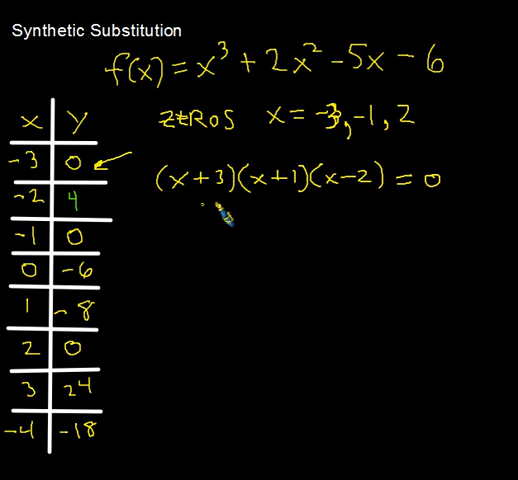 Synthetic Substitution
f(x) = x³ + 2x² - 5x - 6
ZEROS x = -3, -1, 2
(x + 3)(x + 1)(x - 2) = 0
x y
-3 0
-2 4
-1 0
0 -6
1 -8
2 0
3 24
-4 -18